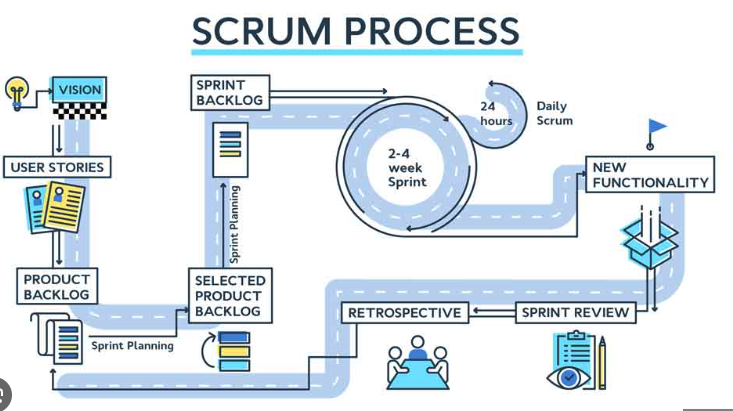 SCRUM PROCESS
VISION
USER STORIES
PRODUCT
BACKLOG
Sprint Planning
SELECTED
PRODUCT
BACKLOG
Sprint Planning
SPRINT
BACKLOG
2-4
week
Sprint
24
hours
Daily
Scrum
NEW
FUNCTIONALITY
SPRINT REVIEW
RETROSPECTIVE